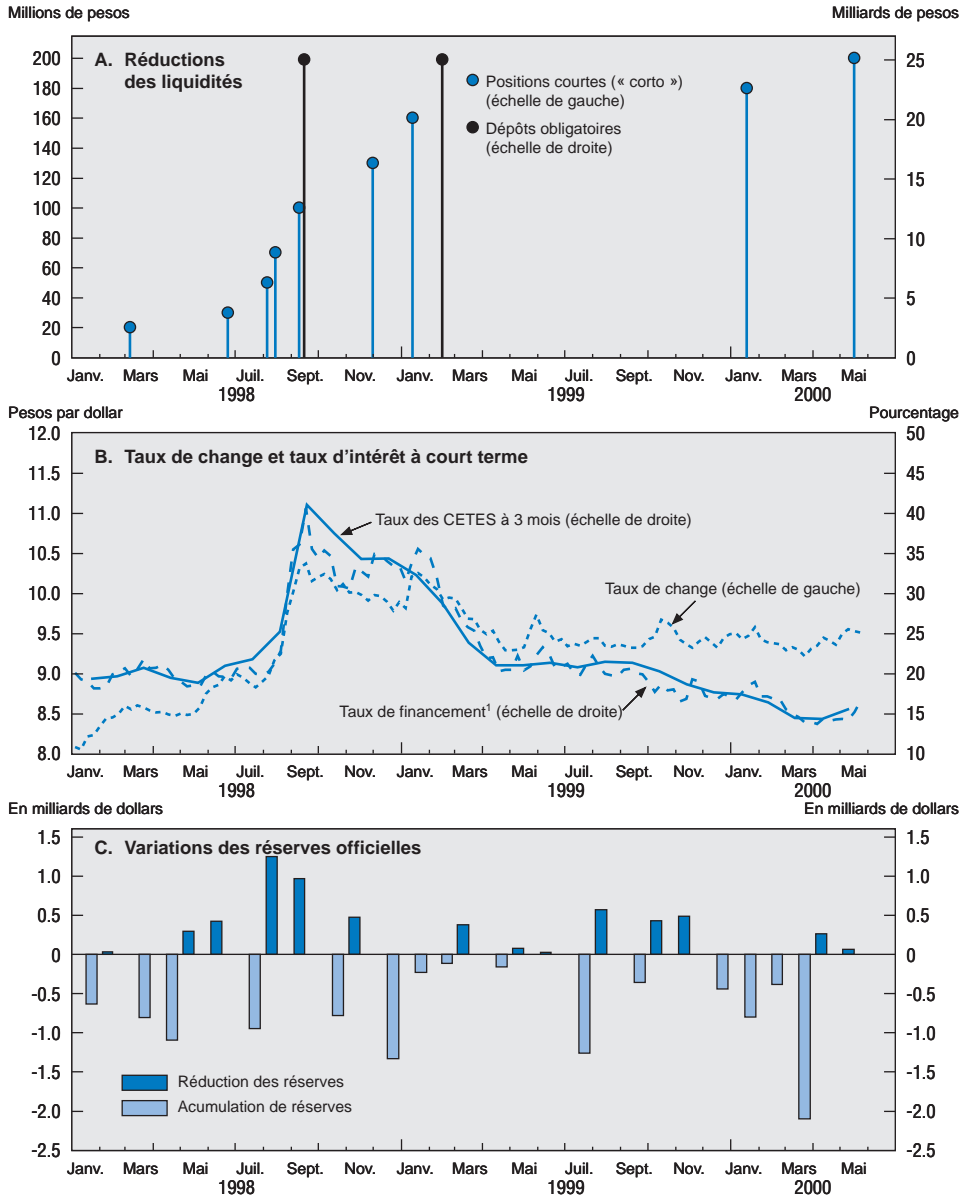 Millions de pesos Milliards de pesos
A. Réductions
des liquidités
Positions courtes (« corto »)
(échelle de gauche)
Dépôts obligatoires
(échelle de droite)
200 25
180
160 20
140
120 15
100
80 10
60
40 5
20
0 0
Janv. Mars Mai Juil. Sept. Nov. Janv. Mars Mai Juil. Sept. Nov. Janv. Mars Mai
1998 1999 2000
Pesos par dollar Pourcentage
12.0 50
B. Taux de change et taux d'intérêt à court terme
11.5 45
11.0 40
Taux des CETES à 3 mois (échelle de droite)
10.5 35
10.0 30
Taux de change (échelle de gauche)
9.5 25
9.0 20
Taux de financement¹ (échelle de droite)
8.5 15
8.0 10
Janv. Mars Mai Juil. Sept. Nov. Janv. Mars Mai Juil. Sept. Nov. Janv. Mars Mai
1998 1999 2000
En milliards de dollars En milliards de dollars
1.5 1.5
C. Variations des réserves officielles
1.0 1.0
0.5 0.5
0 0
-0.5 -0.5
-1.0 -1.0
-1.5 -1.5
Réduction des réserves
Acumulation de réserves
-2.0 -2.0
-2.5 -2.5
Janv. Mars Mai Juil. Sept. Nov. Janv. Mars Mai Juil. Sept. Nov. Janv. Mars Mai
1998 1999 2000